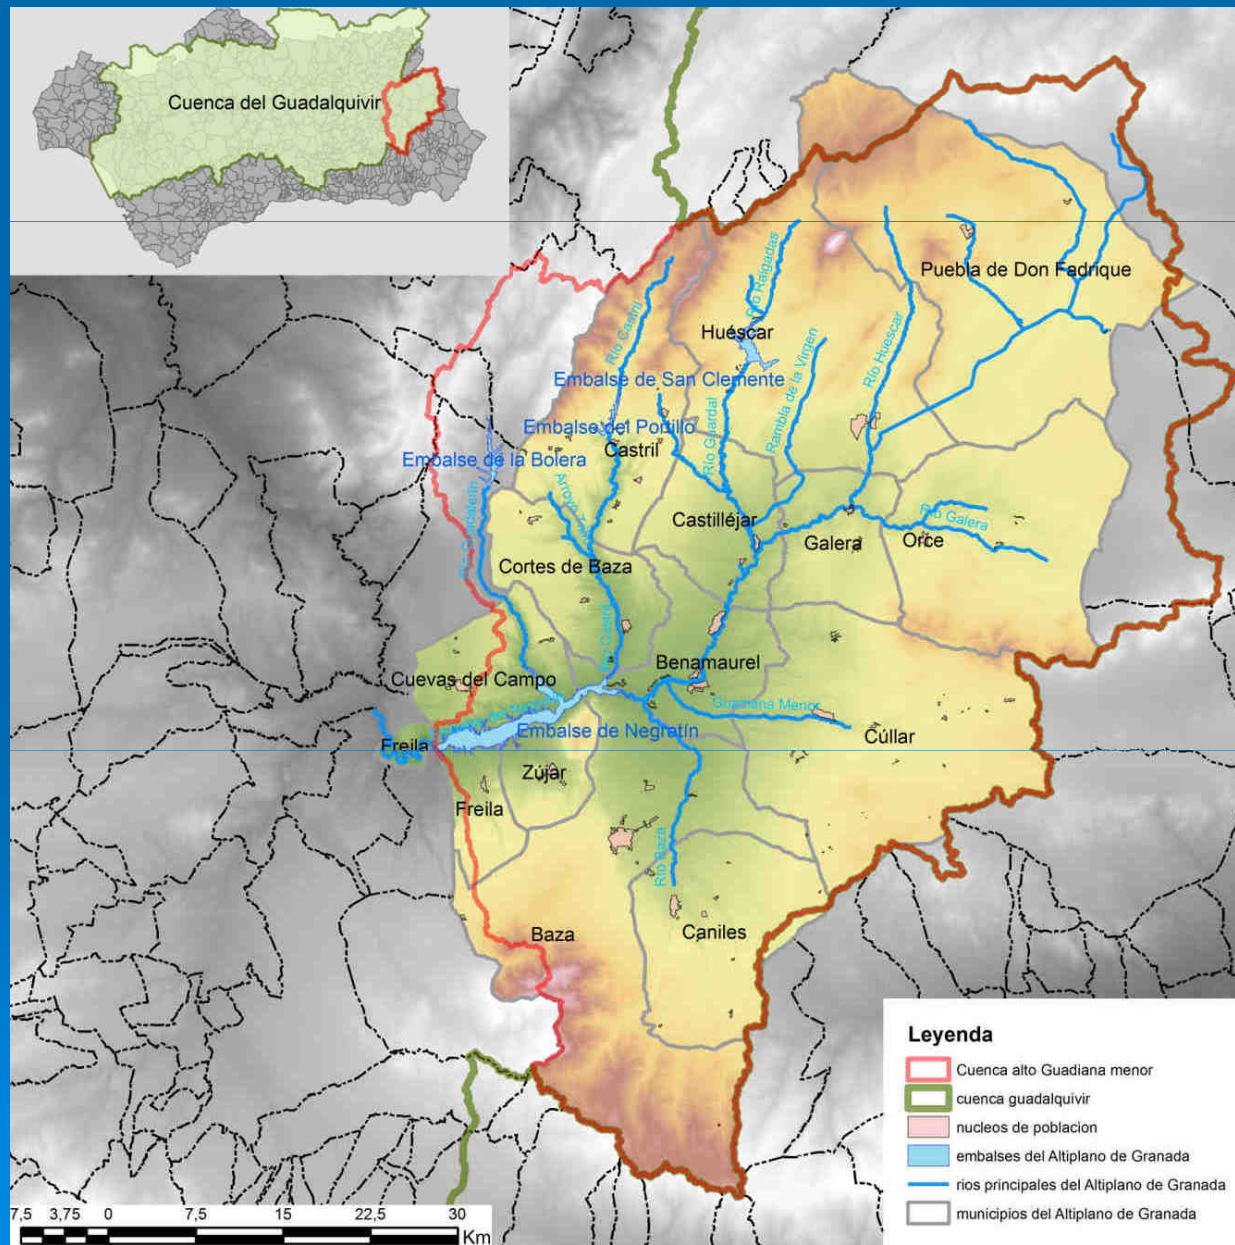 Cuenca del Guadalquivir
Puebla de Don Fadrique
Río Raigadas
Río Castril
Huéscar
Río Huescar
Rambla de la Virgen
Embalse de San Clemente
Embalse del Portillo
Río Guardal
Castril
Embalse de la Bolera
Castilléjar
Río Galera
Galera
Orce
Cortes de Baza
Río Castril
Benamaurel
Cuevas del Campo
Guadiana Menor
Embalse de Negratín
Cúllar
Freila
Zújar
Freila
Río Baza
Baza
Caniles
Leyenda
Cuenca alto Guadiana menor
cuenca guadalquivir
nucleos de poblacion
embalses del Altiplano de Granada
rios principales del Altiplano de Granada
municipios del Altiplano de Granada
7,5 3,75 0 7,5 15 22,5 30
Km